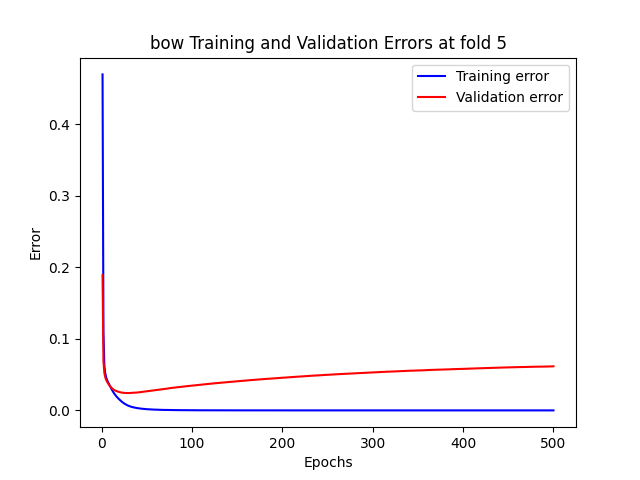 bow Training and Validation Errors at fold 5
Training error
Validation error
Error
0.4
0.3
0.2
0.1
0.0
0 100 200 300 400 500
Epochs